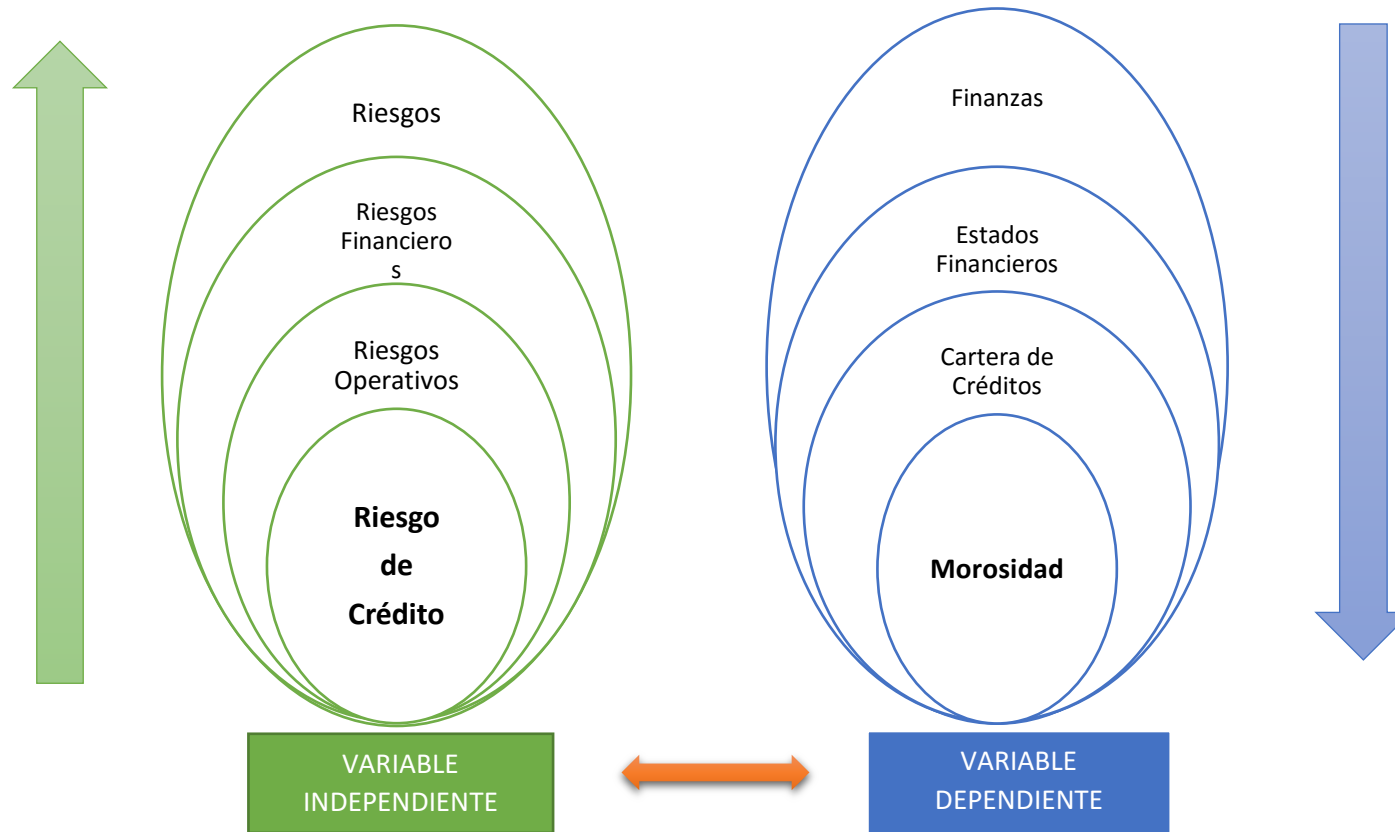 Riesgos
Riesgos
Financiero
s
Riesgos
Operativos
Riesgo
de
Crédito
VARIABLE
INDEPENDIENTE
Finanzas
Estados
Financieros
Cartera de
Créditos
Morosidad
VARIABLE
DEPENDIENTE